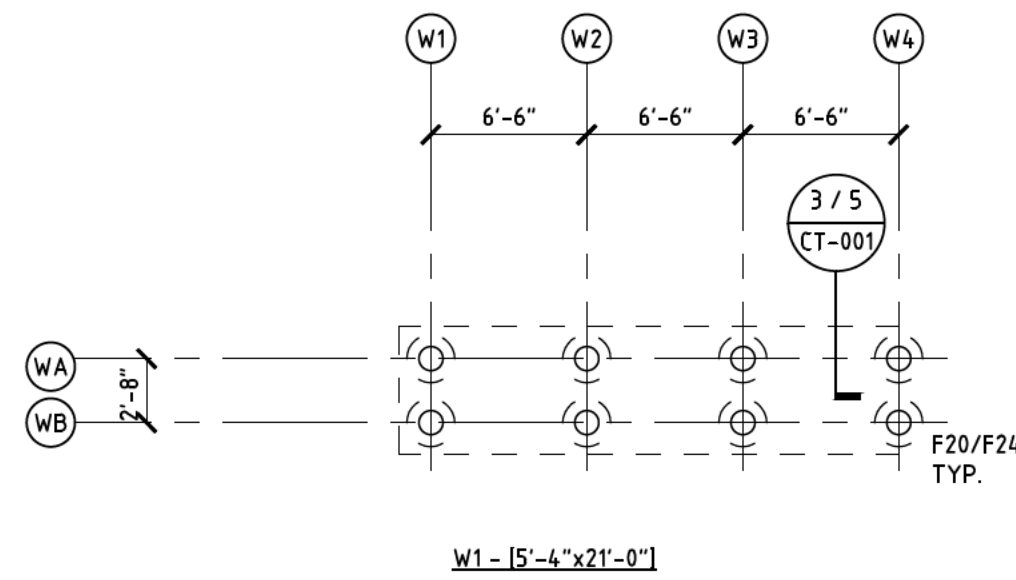 W1 W2 W3 W4
6'-6" 6'-6" 6'-6"
3 / 5
CT-001
WA
2'-8"
WB
F20/F24
TYP.
W1 - [5'-4"x21'-0"]